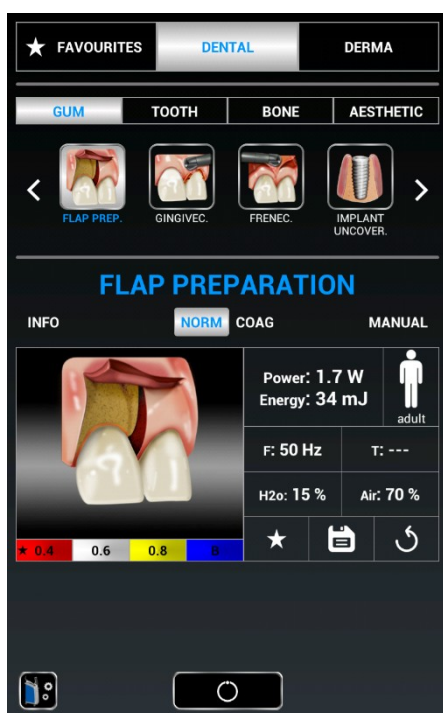 ★ FAVOURITES DENTAL DERMA
GUM TOOTH BONE AESTHETIC
FLAP PREP. GINGIVEC. FRENEC. IMPLANT
UNCOVER.
FLAP PREPARATION
INFO NORM COAG MANUAL
Power: 1.7 W
Energy: 34 mJ
adult
F: 50 Hz T: ---
H2o: 15 % Air: 70 %
★ 0.4 0.6 0.8 B